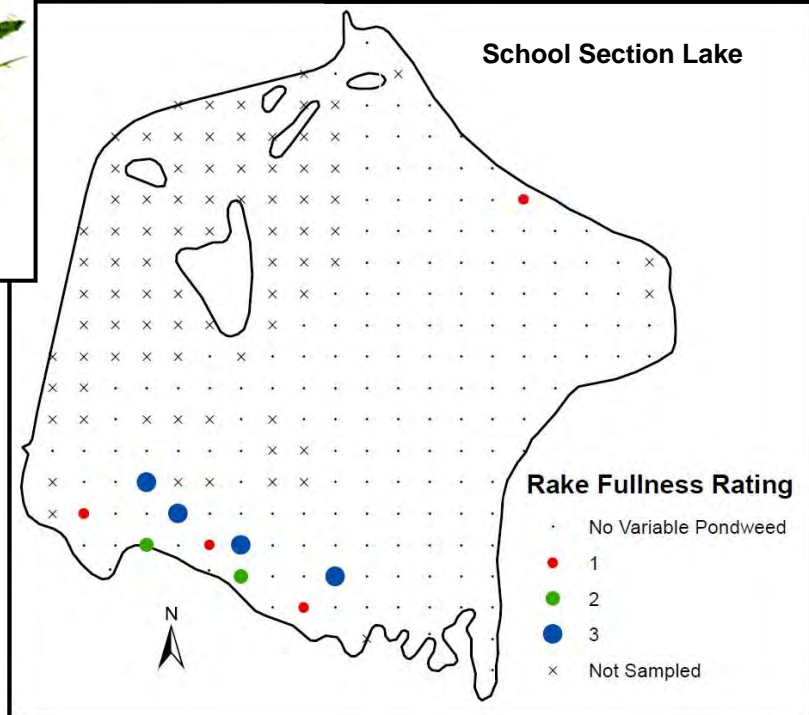 School Section Lake
Rake Fullness Rating
No Variable Pondweed
1
2
3
Not Sampled
N